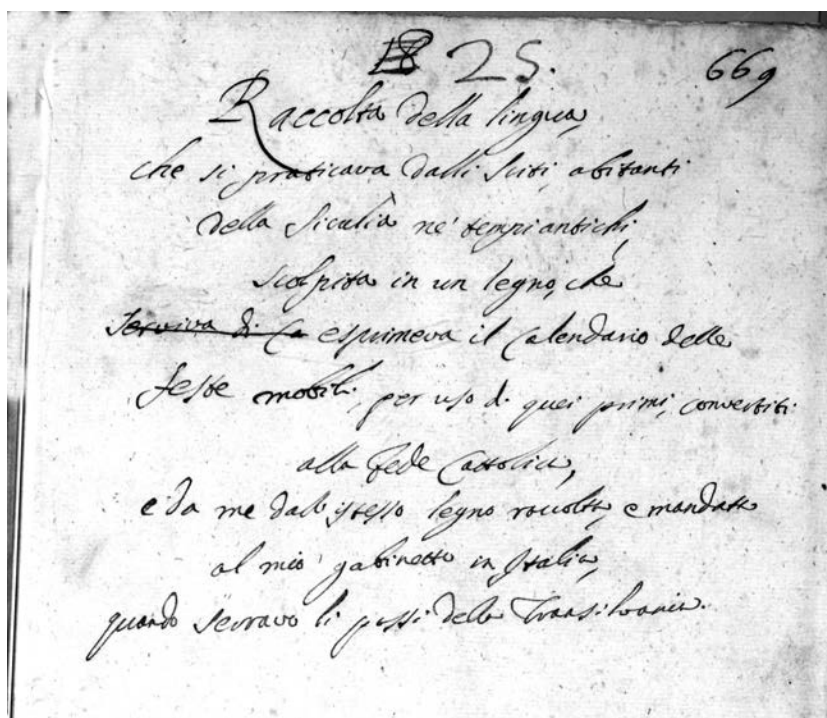 25. 669
Raccolta della lingua,
che si praticava dalli Sciti, abitanti
della Siculia ne' tempi antichi,
scolpita in un legno, che
serviva di Ca esprimeva il Calendario delle
feste mobili, per uso di quei primi, convertiti
alla fede Cattolica,
e da me dall'istesso legno raccolta, e mandata
al mio gabinetto in Italia,
quando serravo li passi della Transilvania.